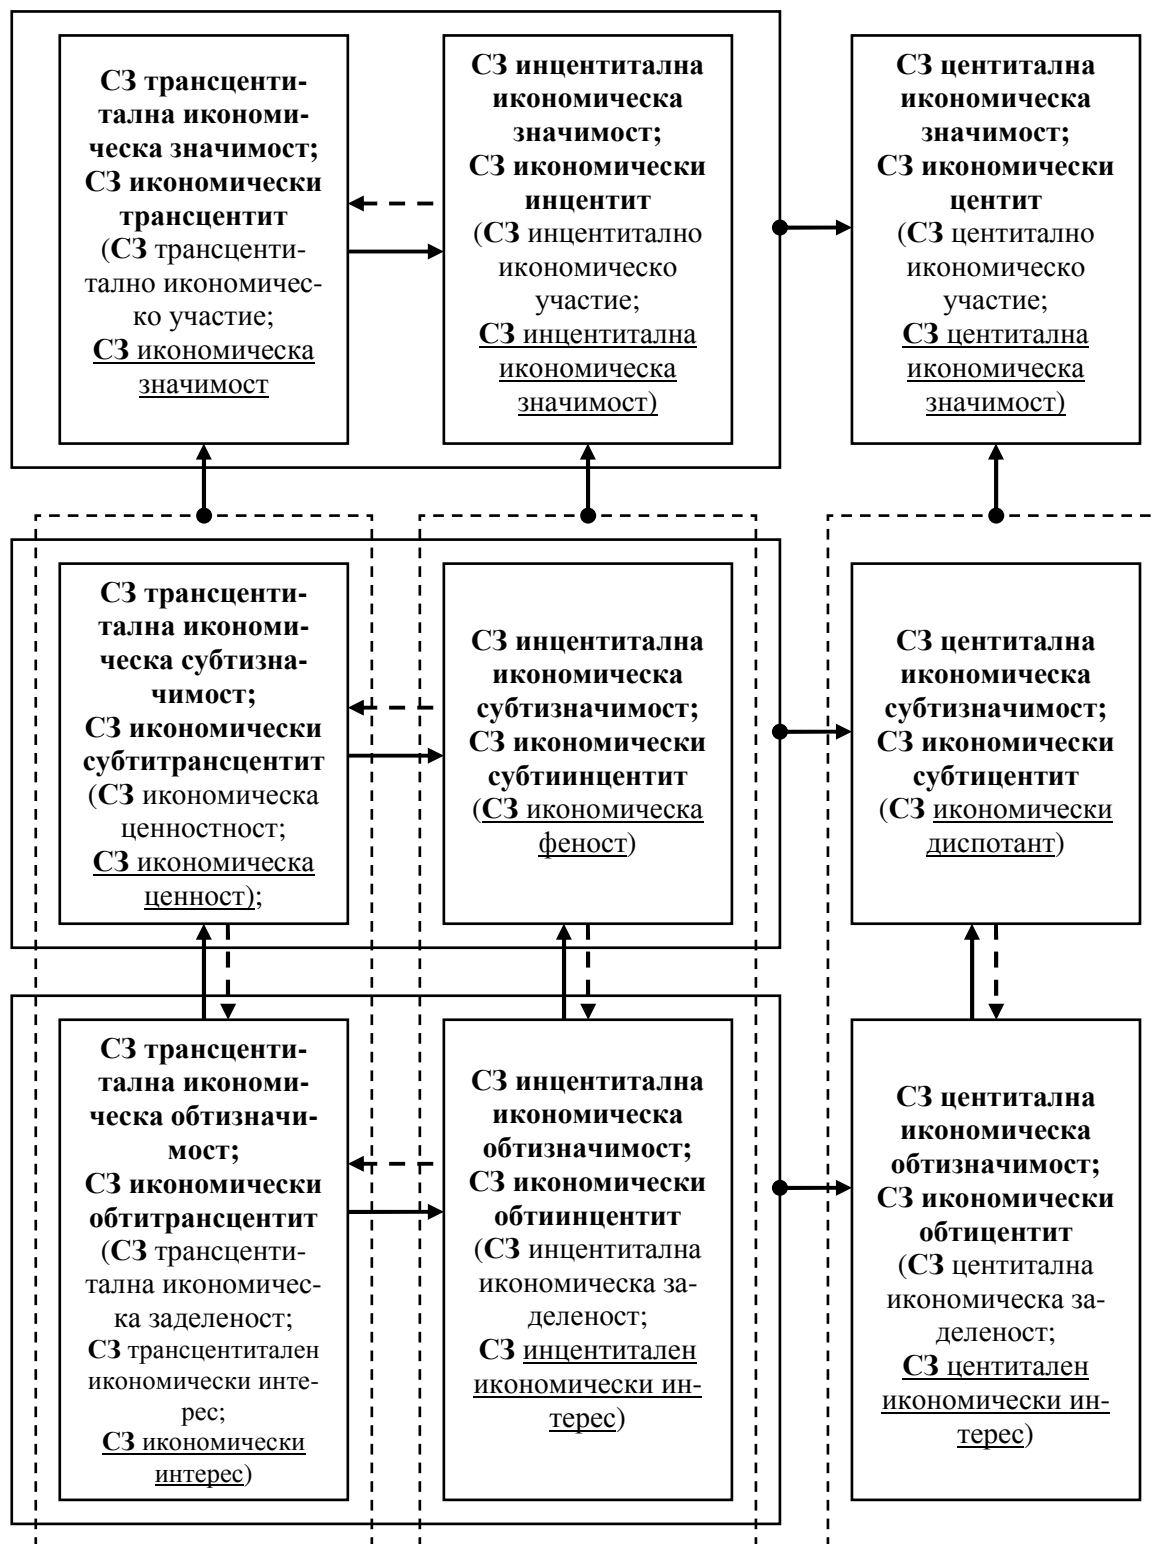 СЗ трансценти-
тална икономи-
ческа значимост;
СЗ икономически
трансцентит
(СЗ трансценти-
тално икономичес-
ко участие;
СЗ икономическа
значимост
СЗ инцентитална
икономическа
значимост;
СЗ икономически
инцентит
(СЗ инцентитално
икономическо
участие;
СЗ инцентитална
икономическа
значимост)
СЗ центитална
икономическа
значимост;
СЗ икономически
центит
(СЗ центитално
икономическо
участие;
СЗ центитална
икономическа
значимост)
СЗ трансценти-
тална икономи-
ческа субтизна-
чимост;
СЗ икономически
субтитрансцентит
(СЗ икономическа
ценностност;
СЗ икономическа
ценност);
СЗ инцентитална
икономическа
субтизначимост;
СЗ икономически
субтиинцентит
(СЗ икономическа
феност)
СЗ центитална
икономическа
субтизначимост;
СЗ икономически
субтицентит
(СЗ икономически
диспотант)
СЗ трансценти-
тална икономи-
ческа обтизначи-
мост;
СЗ икономически
обтитрансцентит
(СЗ трансценти-
тална икономичес-
ка заделеност;
СЗ трансцентитален
икономически инте-
рес;
СЗ икономически
интерес)
СЗ инцентитална
икономическа
обтизначимост;
СЗ икономически
обтиинцентит
(СЗ инцентитална
икономическа за-
деленост;
СЗ инцентитален
икономически ин-
терес)
СЗ центитална
икономическа
обтизначимост;
СЗ икономически
обтицентит
(СЗ центитална
икономическа за-
деленост;
СЗ центитален
икономически ин-
терес)